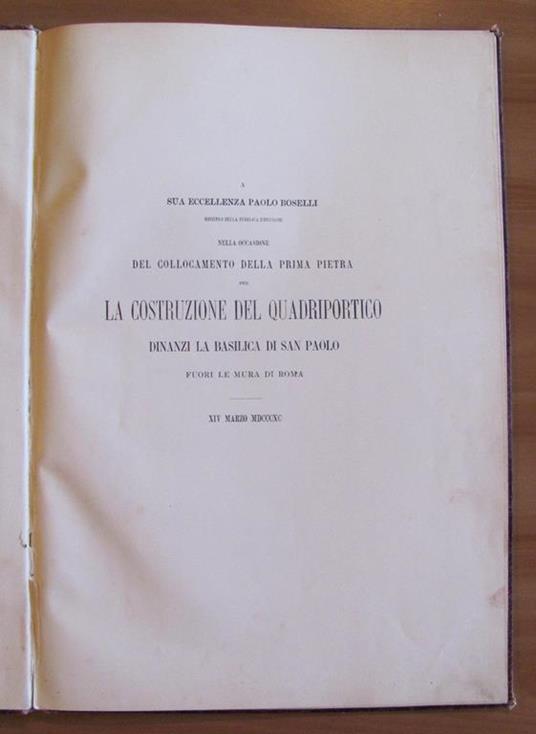 A
SUA ECCELLENZA PAOLO BOSELLI
MINISTRO DELLA PUBBLICA ISTRUZIONE
NELLA OCCASIONE
DEL COLLOCAMENTO DELLA PRIMA PIETRA
PER
LA COSTRUZIONE DEL QUADRIPORTICO
DINANZI LA BASILICA DI SAN PAOLO
FUORI LE MURA DI ROMA
XIV MARZO MDCCCXC